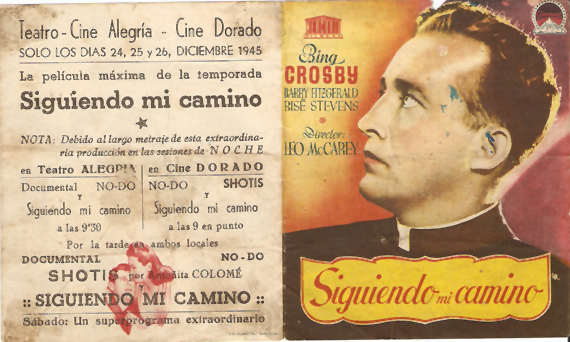 Teatro-Cine Alegría - Cine Dorado
SOLO LOS DIAS 24, 25 y 26, DICIEMBRE 1945
La película máxima de la temporada
Siguiendo mi camino
NOTA: Debido al largo metraje de esta extraordina-
ria producción en las sesiones de NOCHE
en Teatro ALEGRIA
Documental NO-DO
y
Siguiendo mi camino
a las 9'30
en Cine DORADO
NO-DO SHOTIS
y
Siguiendo mi camino
a las 9 en punto
Por la tarde en ambos locales
DOCUMENTAL NO-DO
SHOTIS por Antoñita COLOMÉ
y
:: SIGUIENDO MI CAMINO ::
Sábado: Un superprograma extraordinario
Bing
CROSBY
BARRY FITZGERALD
RISË STEVENS
Director:
LEO McCAREY
Siguiendo mi camino